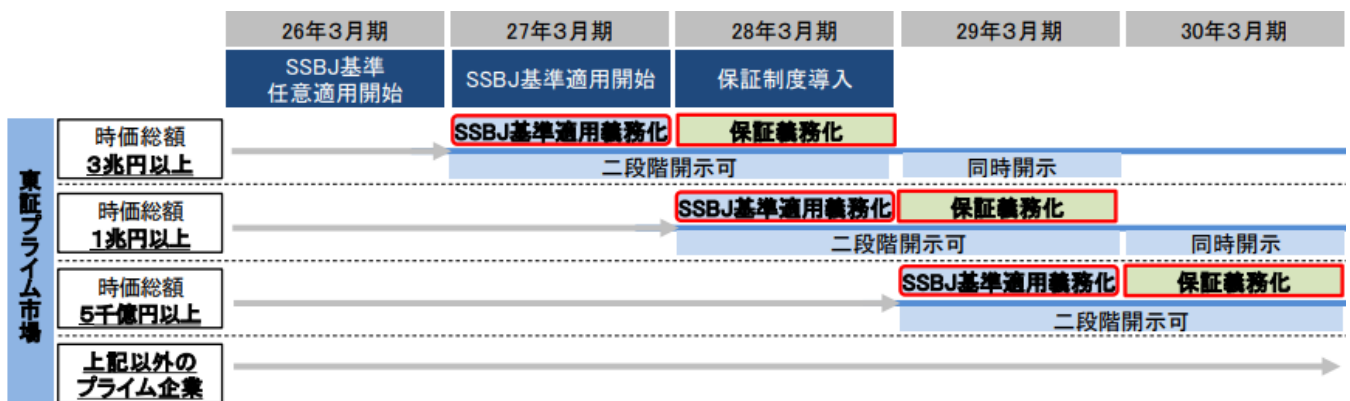 26年3月期
27年3月期
28年3月期
29年3月期
30年3月期
SSBJ基準
任意適用開始
SSBJ基準適用開始
保証制度導入
東証プライム市場
時価総額
3兆円以上
SSBJ基準適用義務化
保証義務化
二段階開示可
同時開示
時価総額
1兆円以上
SSBJ基準適用義務化
保証義務化
二段階開示可
同時開示
時価総額
5千億円以上
SSBJ基準適用義務化
保証義務化
二段階開示可
上記以外の
プライム企業